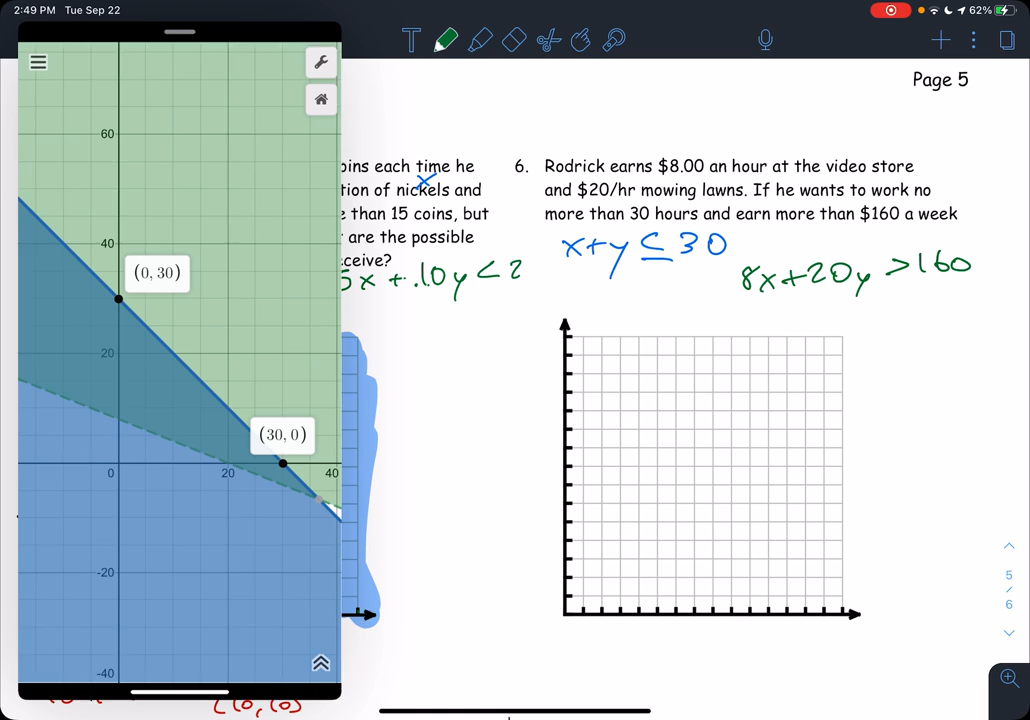 2:49 PM Tue Sep 22
62%
T
Page 5
60
40
(0, 30)
20
(30, 0)
0
20
40
-20
-40
oins each time he
tion of nickels and
x
e than 15 coins, but
are the possible
ceive?
5x + .10y < 2
6. Rodrick earns $8.00 an hour at the video store
and $20/hr mowing lawns. If he wants to work no
more than 30 hours and earn more than $160 a week
x+y ≤ 30
8x+20y > 160
5
6
(10, 10)